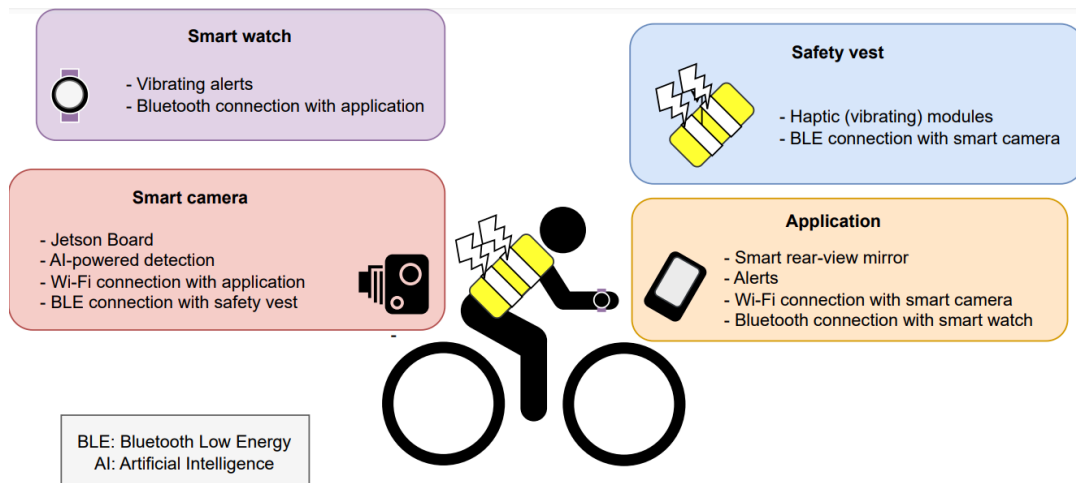 Smart watch
- Vibrating alerts
- Bluetooth connection with application
Safety vest
- Haptic (vibrating) modules
- BLE connection with smart camera
Smart camera
- Jetson Board
- AI-powered detection
- Wi-Fi connection with application
- BLE connection with safety vest
-
Application
- Smart rear-view mirror
- Alerts
- Wi-Fi connection with smart camera
- Bluetooth connection with smart watch
BLE: Bluetooth Low Energy
AI: Artificial Intelligence